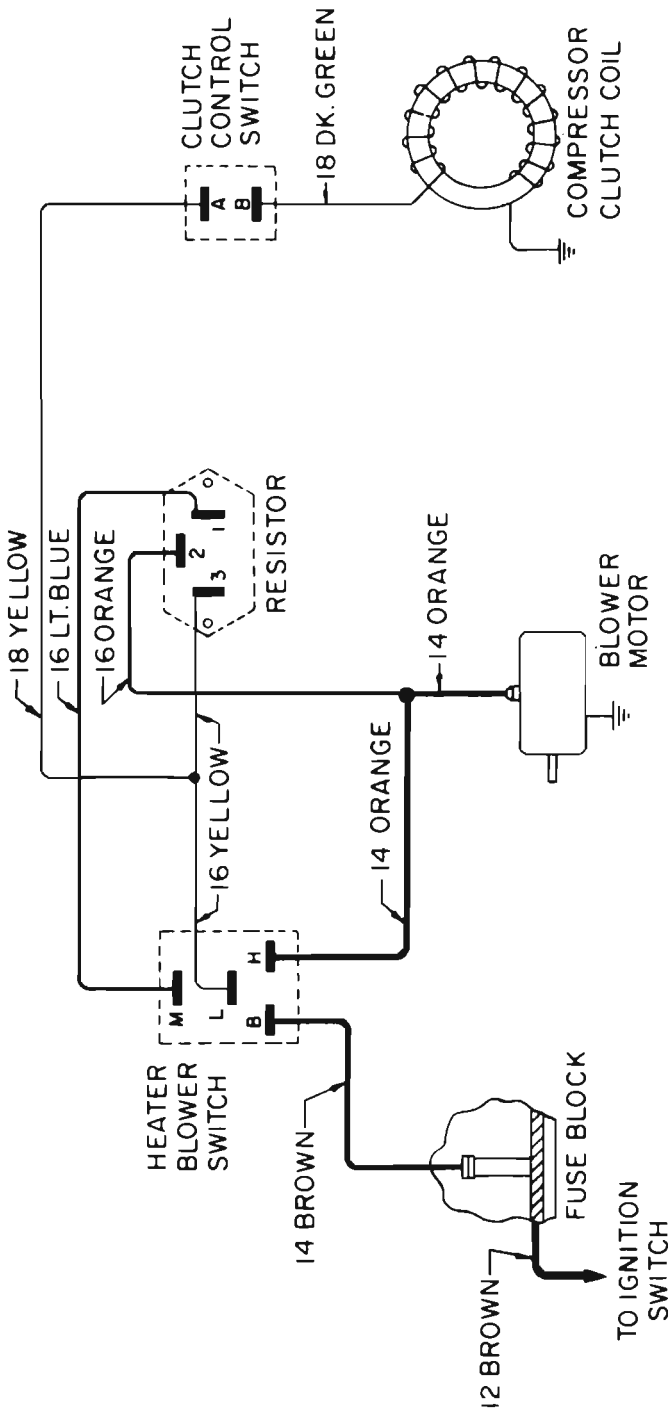 CLUTCH
CONTROL
SWITCH
A
B
18 DK. GREEN
COMPRESSOR
CLUTCH COIL
18 YELLOW
16 LT. BLUE
16 ORANGE
1
2
3
RESISTOR
16 YELLOW
14 ORANGE
14 ORANGE
BLOWER
MOTOR
HEATER
BLOWER
SWITCH
M
L
B
H
14 BROWN
FUSE BLOCK
12 BROWN
TO IGNITION
SWITCH